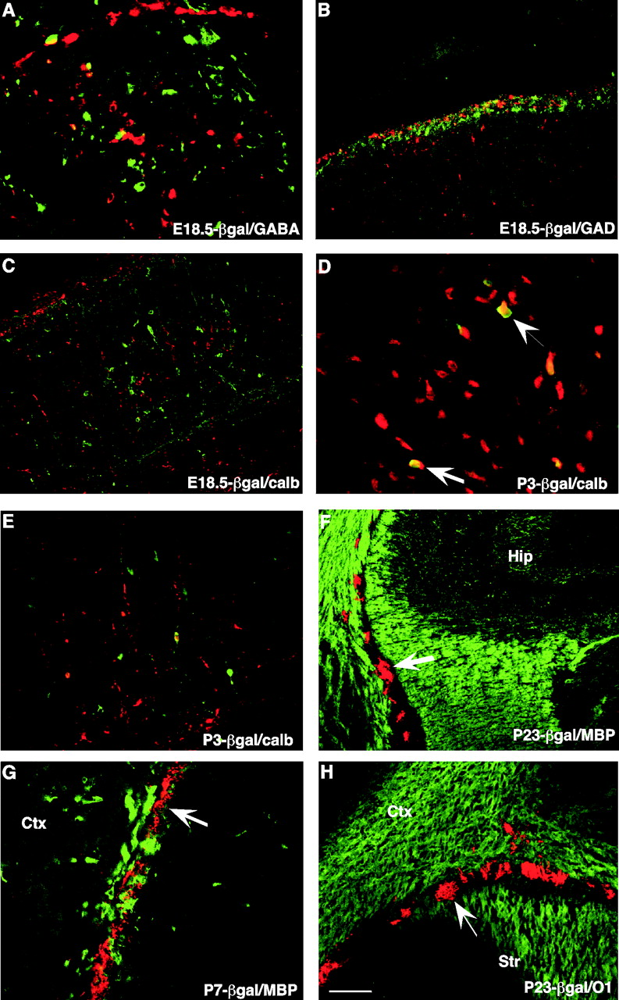 A
E18.5-βgal/GABA
B
E18.5-βgal/GAD
C
E18.5-βgal/calb
D
P3-βgal/calb
E
P3-βgal/calb
F
Hip
P23-βgal/MBP
G
Ctx
P7-βgal/MBP
H
Ctx
Str
P23-βgal/O1